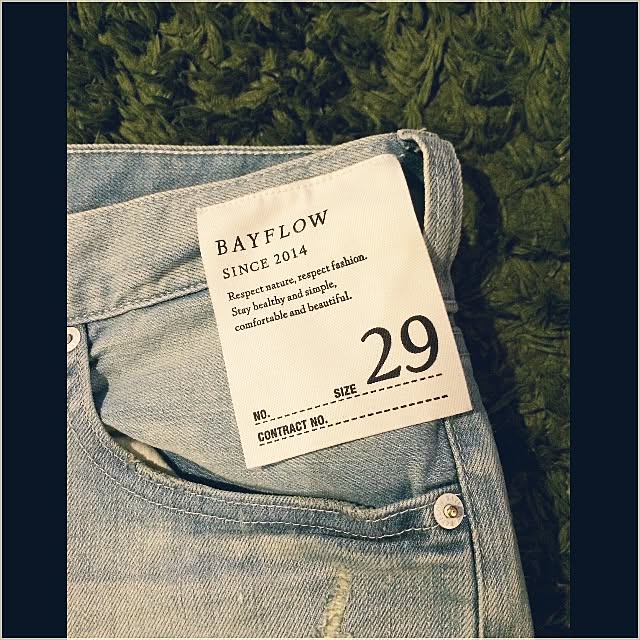 BAYFLOW
SINCE 2014
Respect nature, respect fashion.
Stay healthy and simple,
comfortable and beautiful.
NO. SIZE 29
CONTRACT NO.